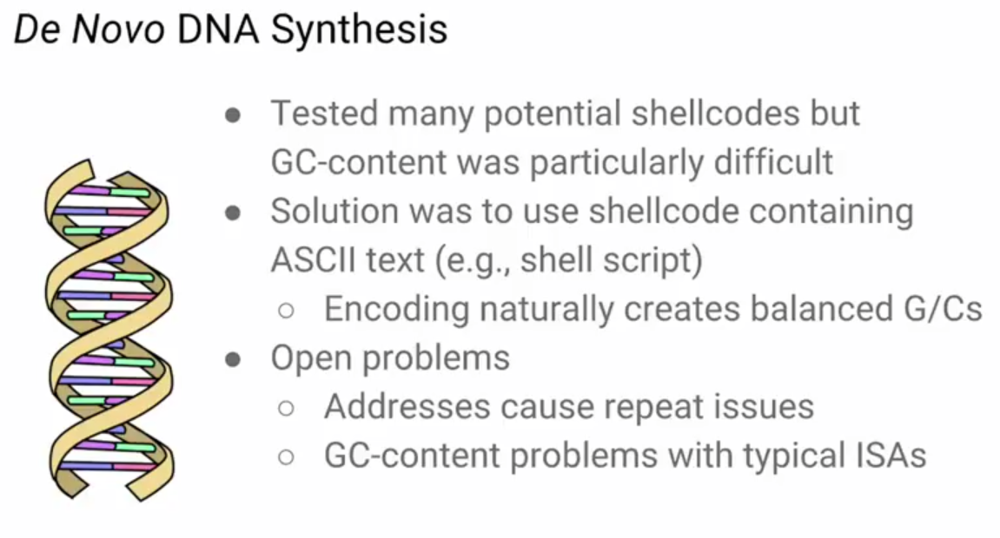 De Novo DNA Synthesis
● Tested many potential shellcodes but
GC-content was particularly difficult
● Solution was to use shellcode containing
ASCII text (e.g., shell script)
○ Encoding naturally creates balanced G/Cs
● Open problems
○ Addresses cause repeat issues
○ GC-content problems with typical ISAs